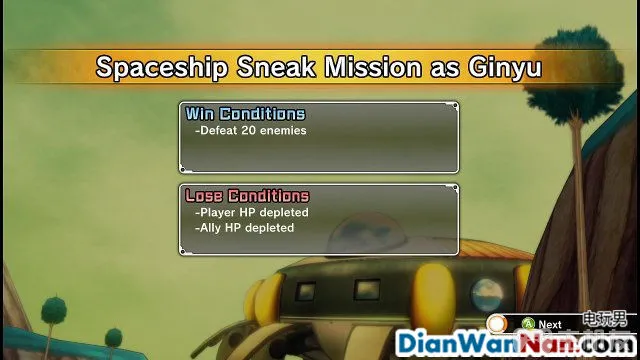 Spaceship Sneak Mission as Ginyu
Win Conditions
-Defeat 20 enemies
Lose Conditions
-Player HP depleted
-Ally HP depleted
A Next
电玩男
DianWanNan.com